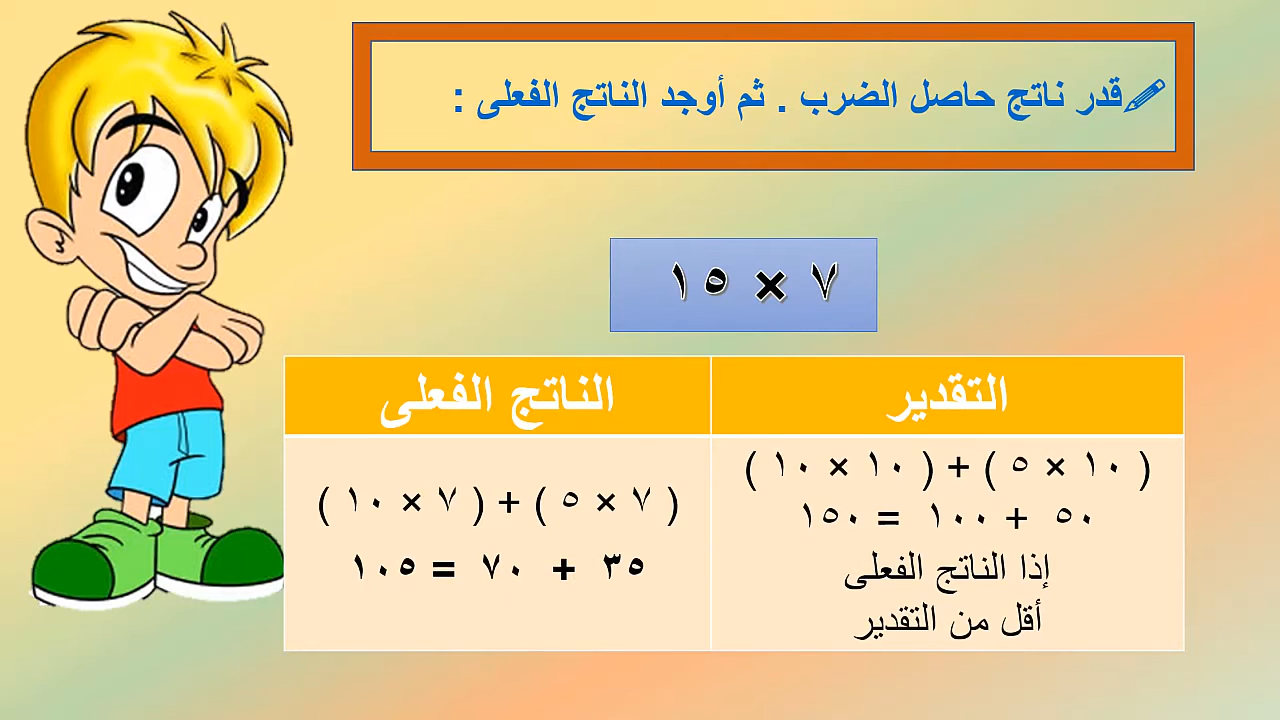 قدر ناتج حاصل الضرب . ثم أوجد الناتج الفعلى :
٧ × ١٥
التقدير
( ١٠ × ٥ ) + ( ١٠ × ١٠ )
٥٠ + ١٠٠ = ١٥٠
إذا الناتج الفعلى
أقل من التقدير
الناتج الفعلى
( ٧ × ٥ ) + ( ٧ × ١٠ )
٣٥ + ٧٠ = ١٠٥